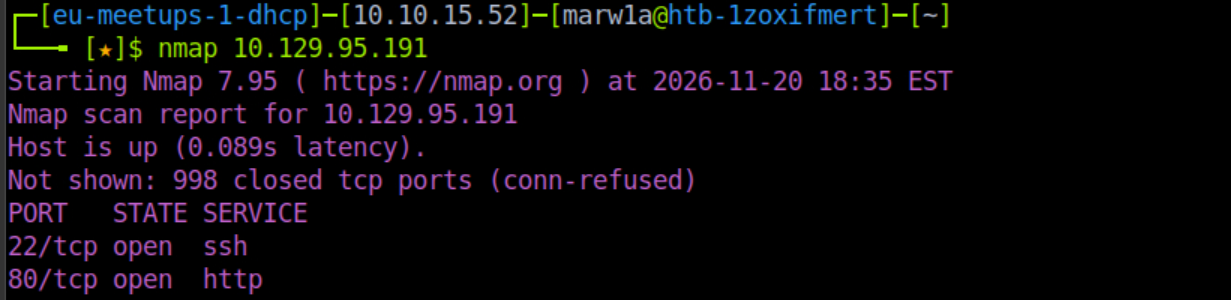 ┌─[eu-meetups-1-dhcp]─[10.10.15.52]─[marw1a@htb-1zoxifmert]─[~]
└──╼ [★]$ nmap 10.129.95.191
Starting Nmap 7.95 ( https://nmap.org ) at 2026-11-20 18:35 EST
Nmap scan report for 10.129.95.191
Host is up (0.089s latency).
Not shown: 998 closed tcp ports (conn-refused)
PORT   STATE SERVICE
22/tcp open  ssh
80/tcp open  http